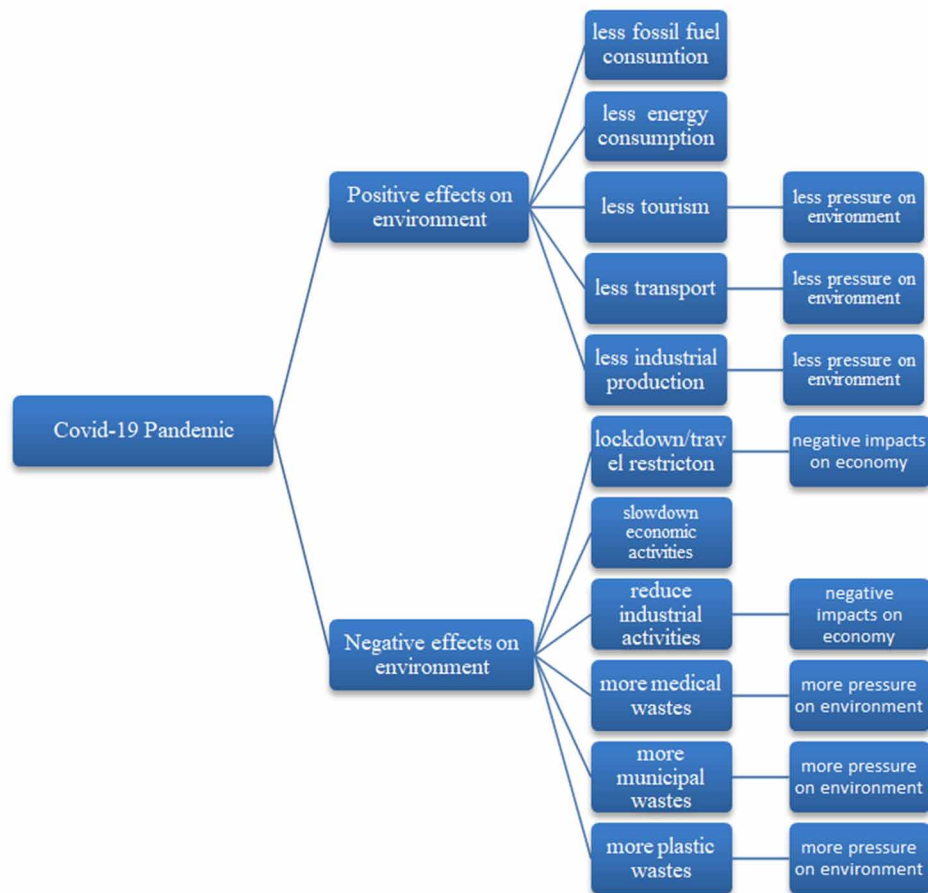 less fossil fuel
consumtion
less energy
consumption
Positive effects on
environment
less tourism
less pressure on
environment
less transport
less pressure on
environment
less industrial
production
less pressure on
environment
Covid-19 Pandemic
lockdown/trav
el restricton
negative impacts
on economy
slowdown
economic
activities
reduce
industrial
activities
negative
impacts on
economy
Negative effects on
environment
more medical
wastes
more pressure
on environment
more
municipal
wastes
more pressure
on environment
more plastic
wastes
more pressure
on environment